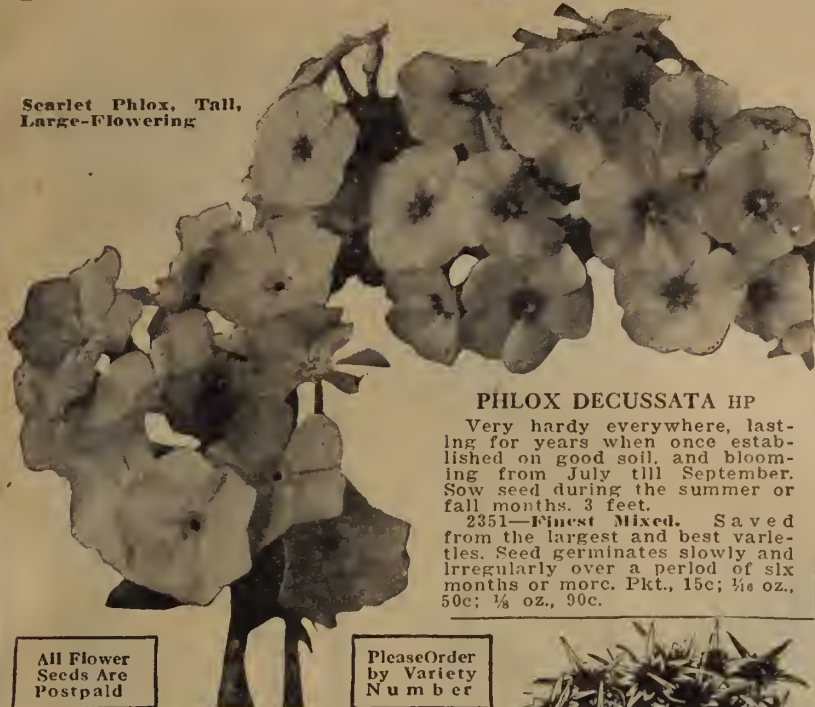 Scarlet Phlox, Tall,
Large-Flowering
PHLOX DECUSSATA HP
Very hardy everywhere, last-
ing for years when once estab-
lished on good soil, and bloom-
ing from July till September.
Sow seed during the summer or
fall months. 3 feet.
2351—Finest Mixed. Saved
from the largest and best varie-
ties. Seed germinates slowly and
irregularly over a period of six
months or more. Pkt., 15c; 1/16 oz.,
50c; 1/8 oz., 90c.
All Flower
Seeds Are
Postpaid
Please Order
by Variety
Number